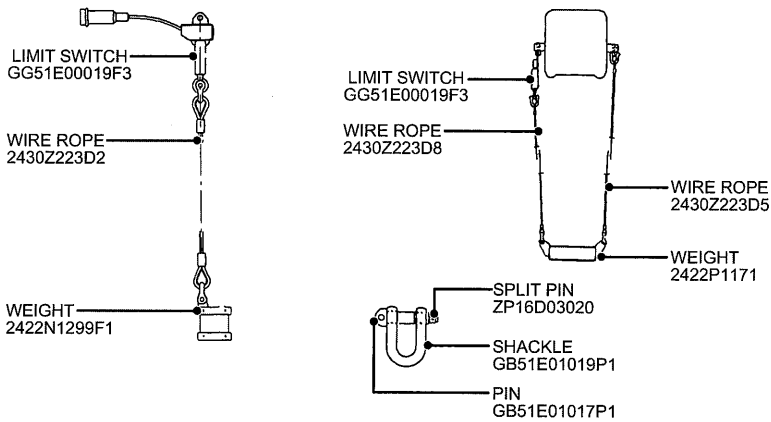 LIMIT SWITCH
GG51E00019F3
WIRE ROPE
2430Z223D2
WEIGHT
2422N1299F1
LIMIT SWITCH
GG51E00019F3
WIRE ROPE
2430Z223D8
WIRE ROPE
2430Z223D5
WEIGHT
2422P1171
SPLIT PIN
ZP16D03020
SHACKLE
GB51E01019P1
PIN
GB51E01017P1